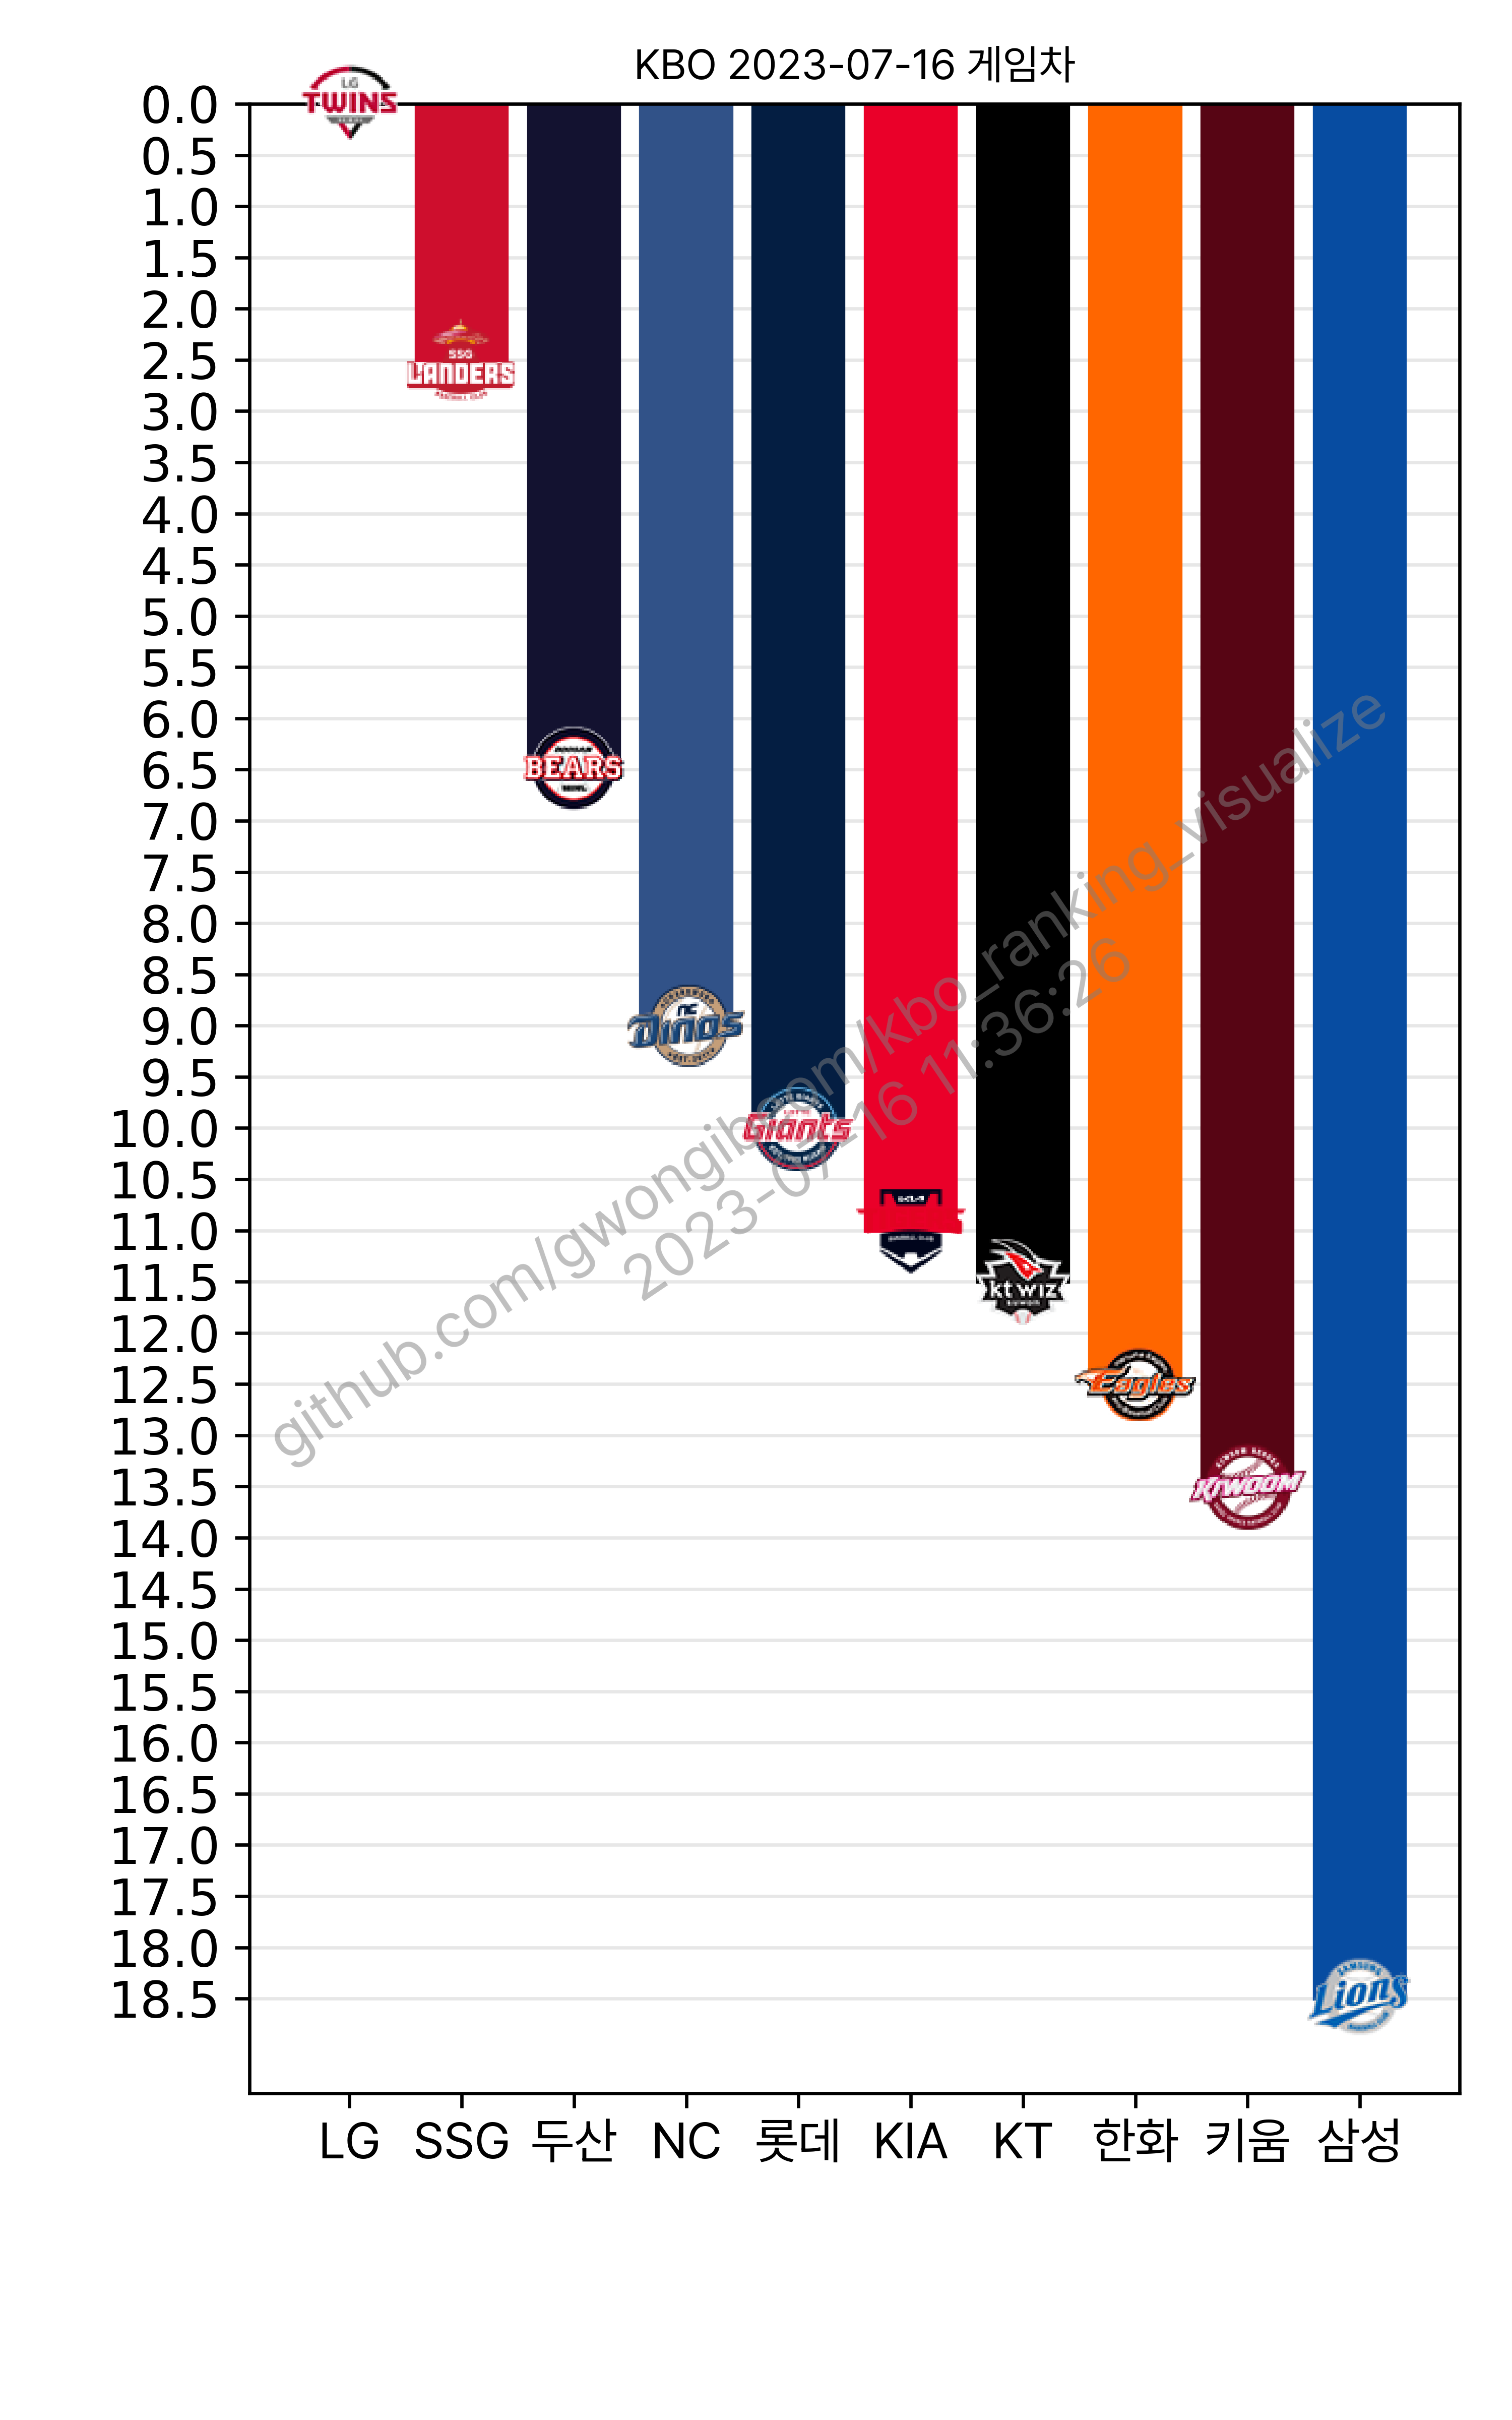 KBO 2023-07-16 게임차
0.0
0.5
1.0
1.5
2.0
2.5
3.0
3.5
4.0
4.5
5.0
5.5
6.0
6.5
7.0
7.5
8.0
8.5
9.0
9.5
10.0
10.5
11.0
11.5
12.0
12.5
13.0
13.5
14.0
14.5
15.0
15.5
16.0
16.5
17.0
17.5
18.0
18.5
LG
TWINS
SSG
LANDERS
BEARS
NC
Dinos
Giants
kt wiz
Eagles
KIWOOM
SAMSUNG
Lions
github.com/gwongibeom/kbo_ranking_visualize
2023-07-16 11:36:26
LG SSG 두산 NC 롯데 KIA KT 한화 키움 삼성